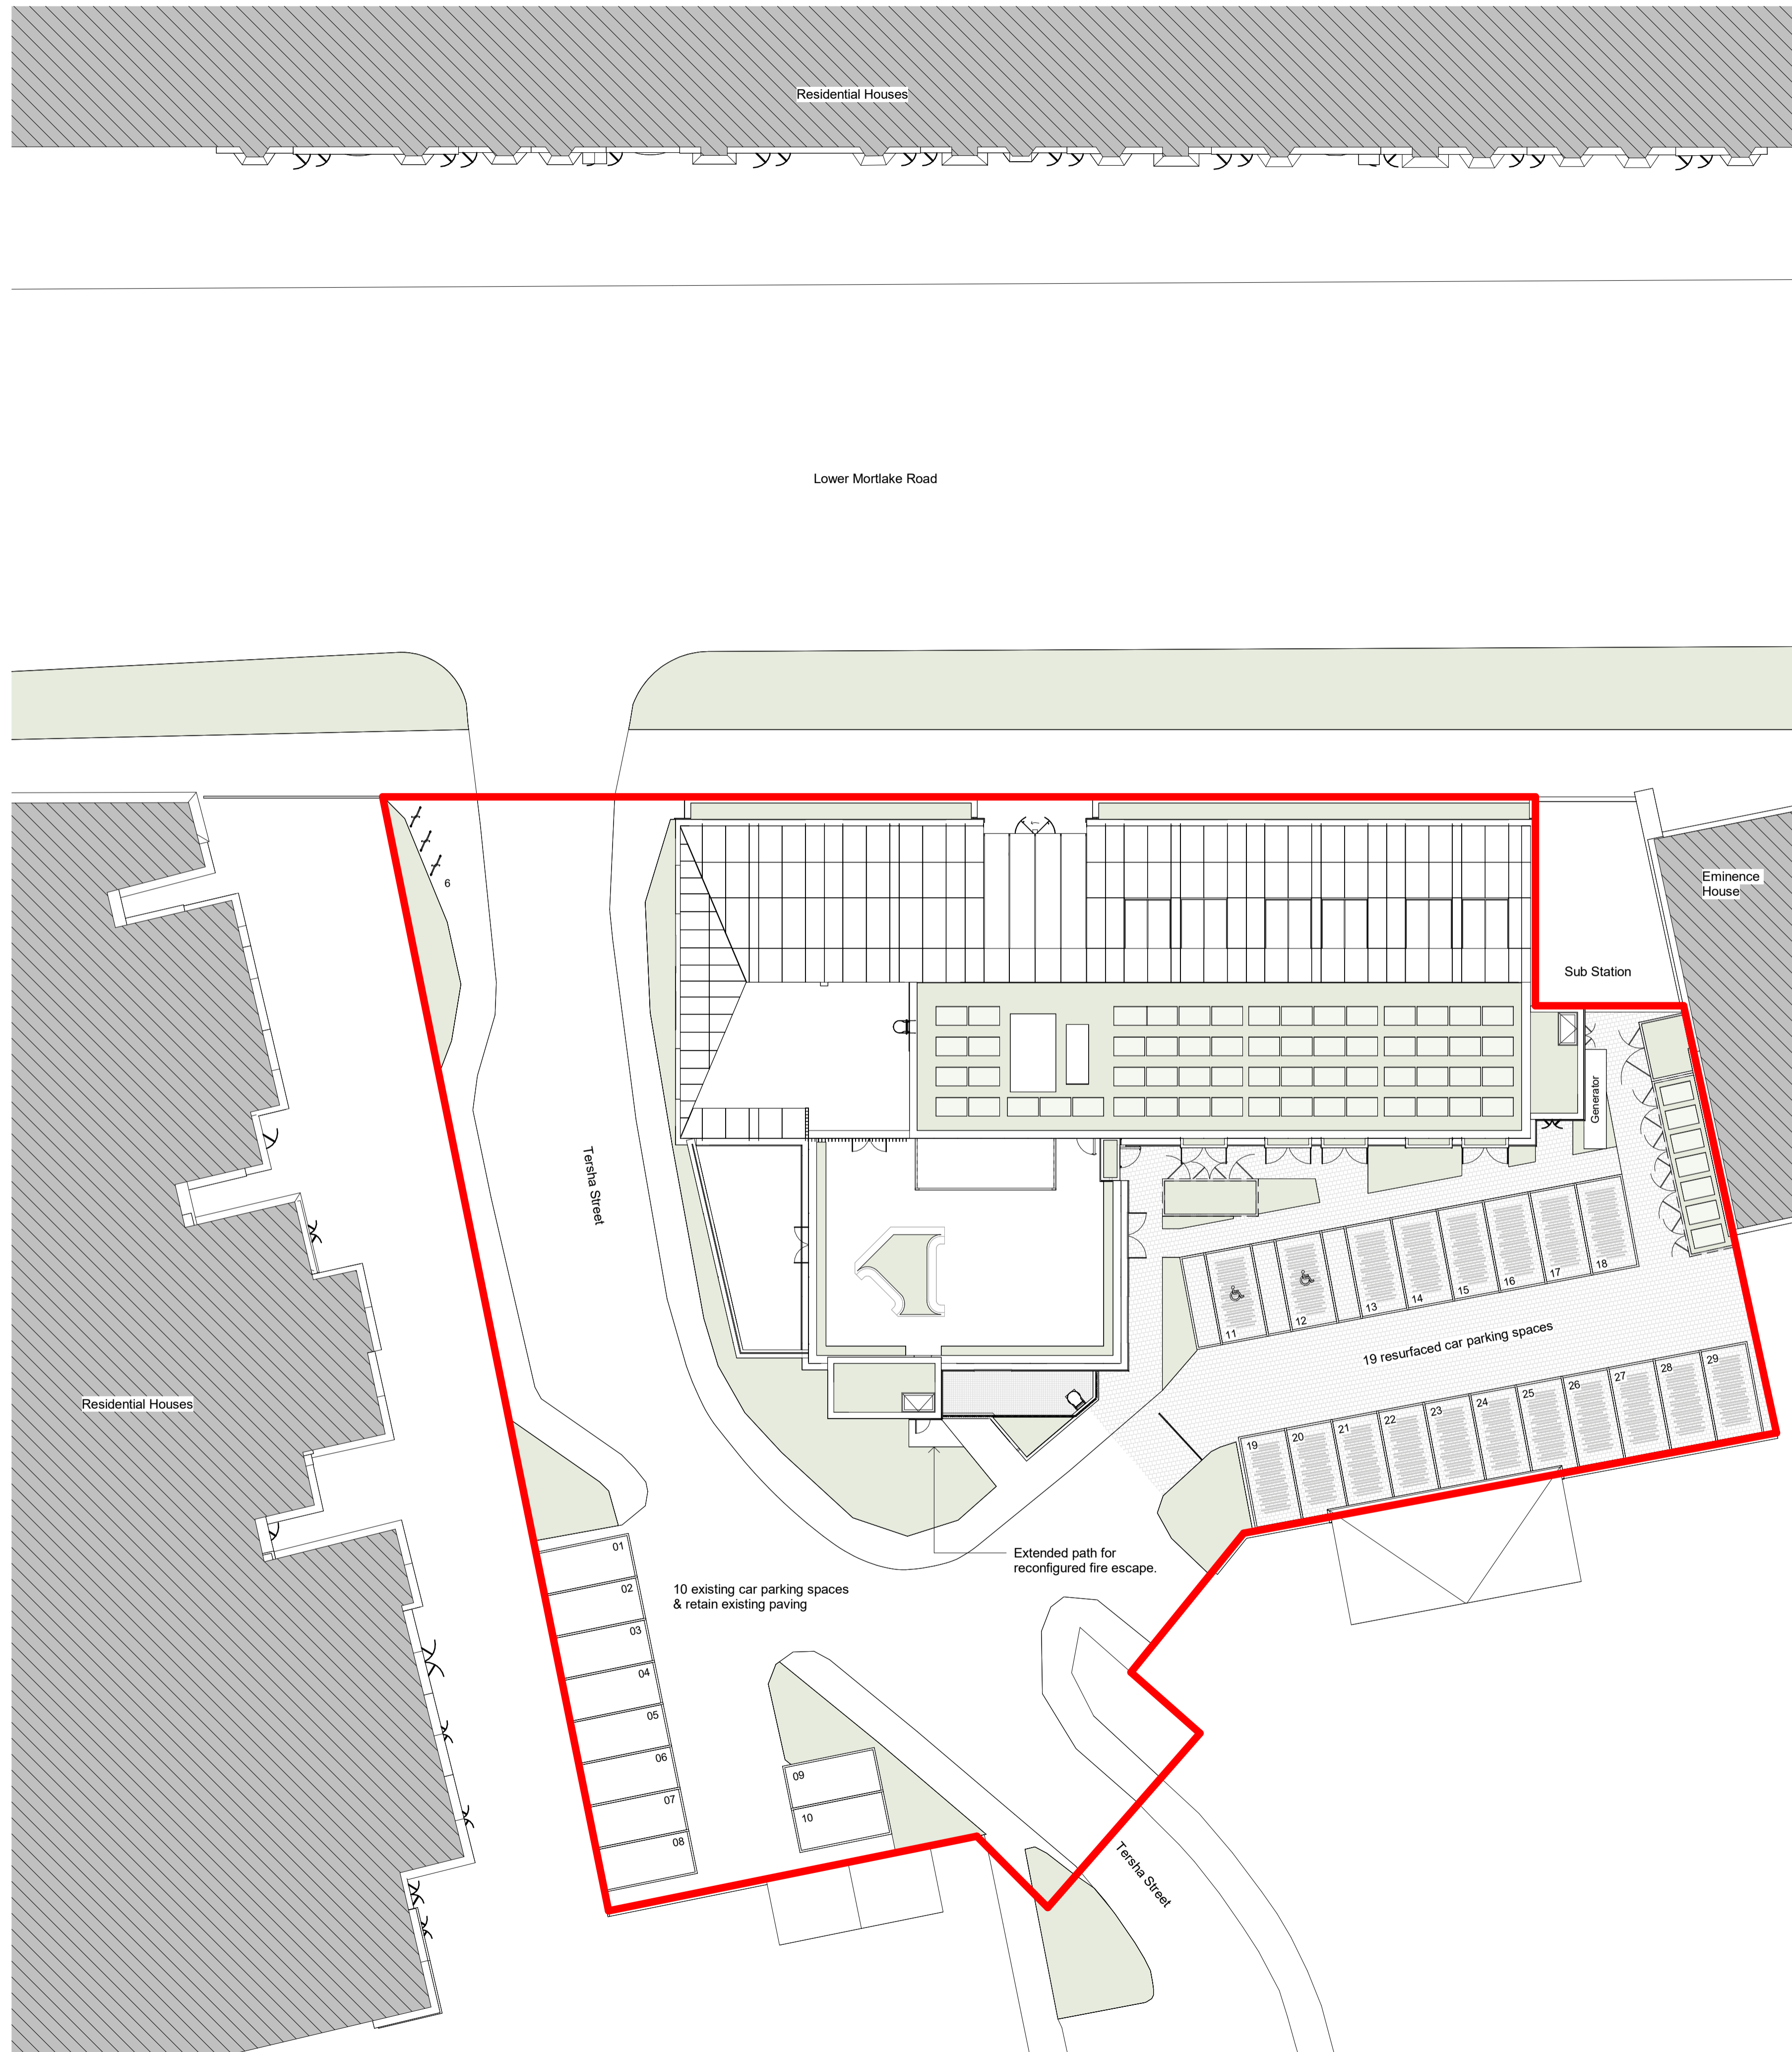 Residential Houses
Lower Mortlake Road
6
Eminence
House
Sub Station
Generator
Tersha Street
11
12
13
14
15
16
17
18
19 resurfaced car parking spaces
19
20
21
22
23
24
25
26
27
28
29
Residential Houses
Extended path for
reconfigured fire escape.
10 existing car parking spaces
& retain existing paving
01
02
03
04
05
06
07
08
09
10
Tersha Street